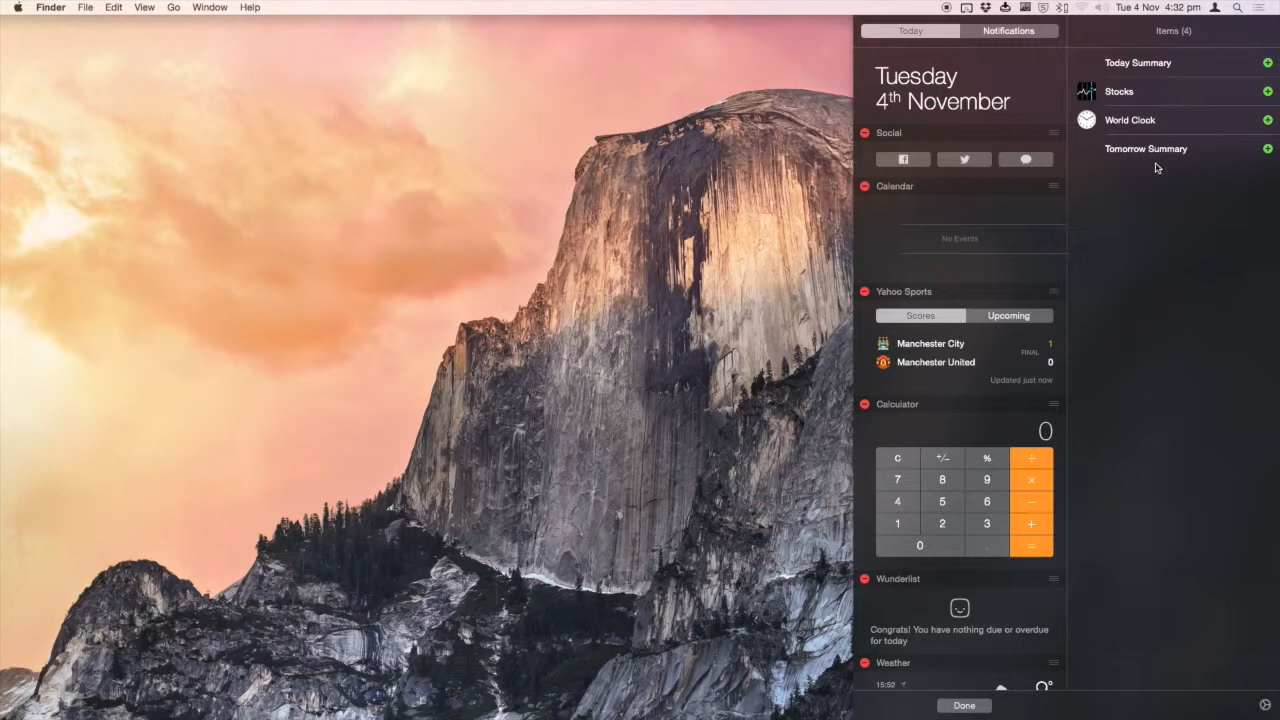 Finder File Edit View Go Window Help Tue 4 Nov 4:32 pm
Today Notifications
Items (4)
Tuesday
4th November
Social
Calendar
No Events
Yahoo Sports
Scores Upcoming
Manchester City 1
FINAL
Manchester United 0
Updated just now
Calculator
0
C +/− % ÷
7 8 9 ×
4 5 6 −
1 2 3 +
0 . =
Wunderlist
Congrats! You have nothing due or overdue
for today
Weather
15:52
Done
Today Summary
Stocks
World Clock
Tomorrow Summary